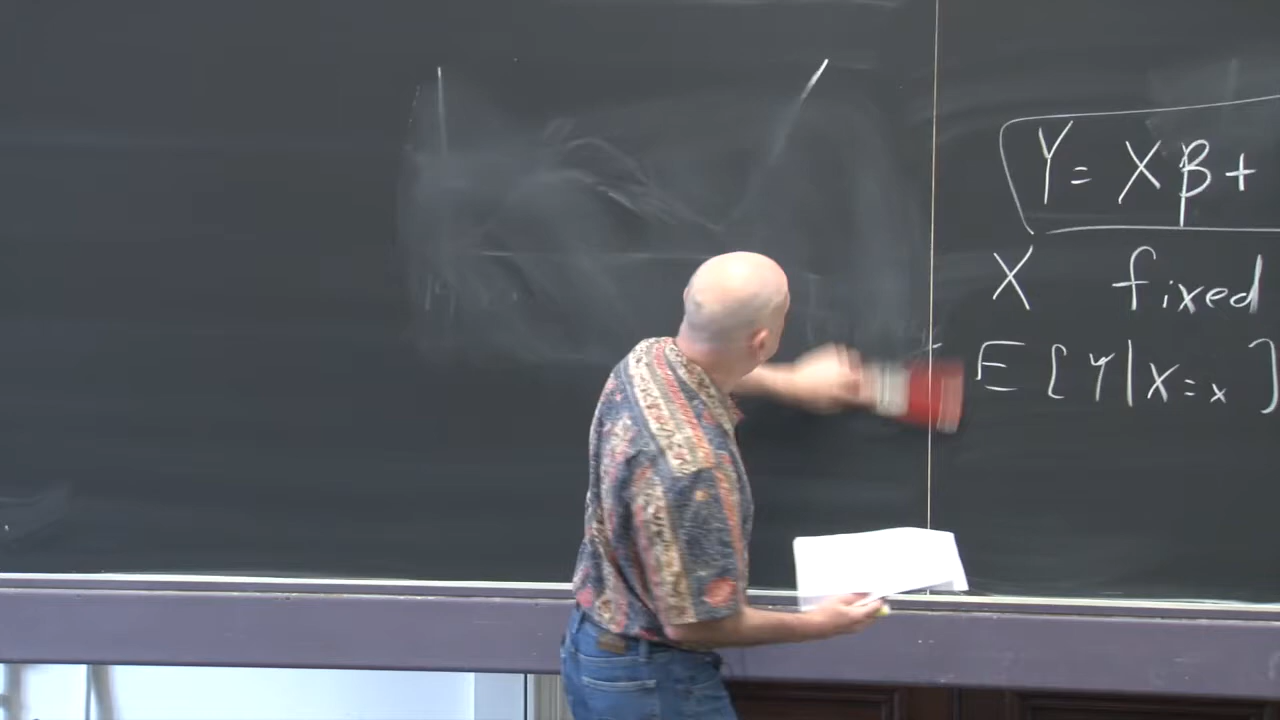 Y = Xβ +
X fixed
E[Y|X=x]